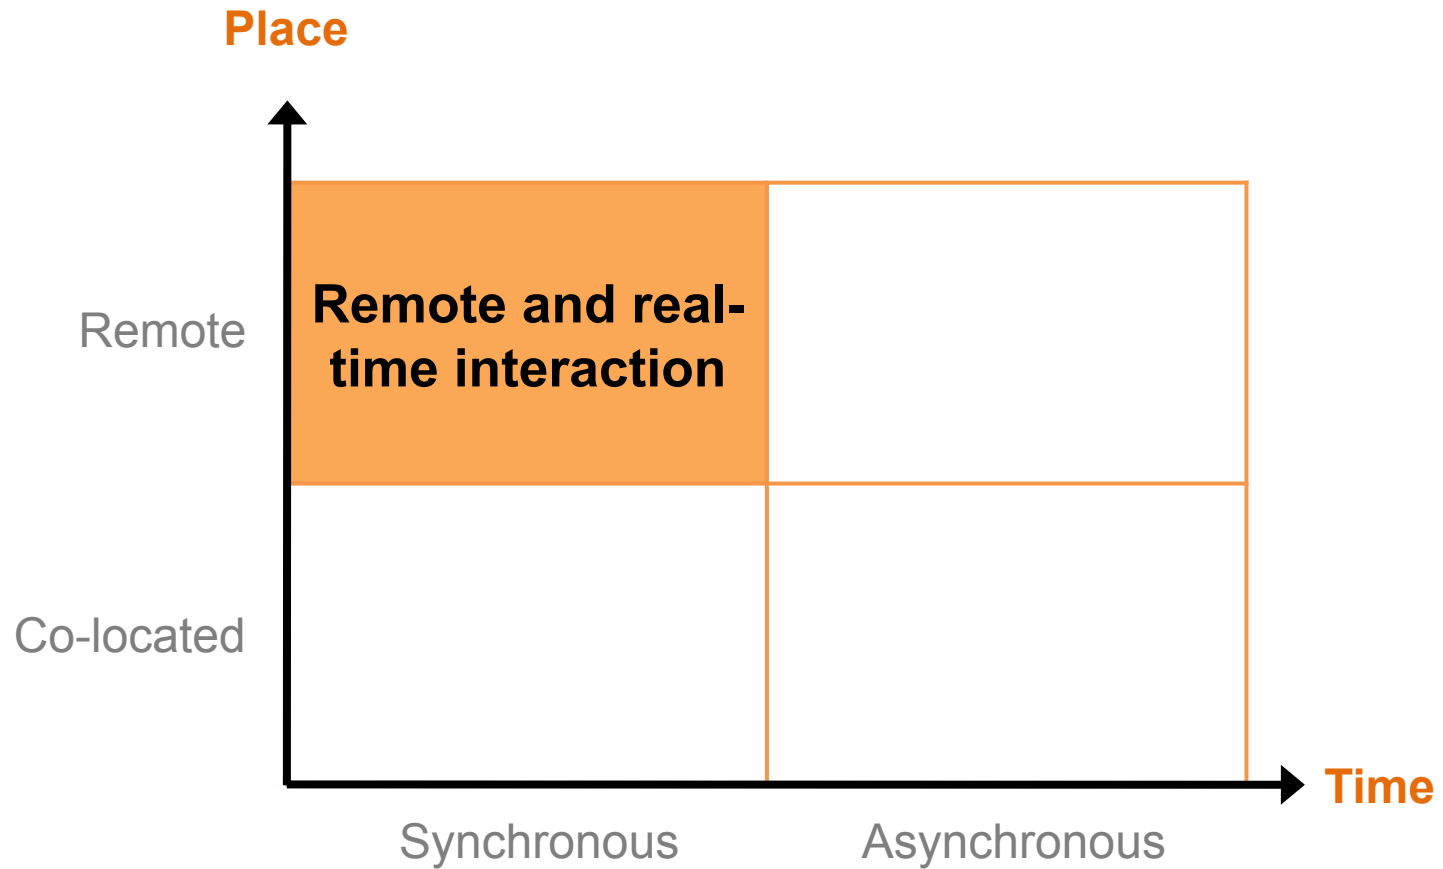 Place
Remote and real-
time interaction
Remote
Co-located
Time
Synchronous
Asynchronous